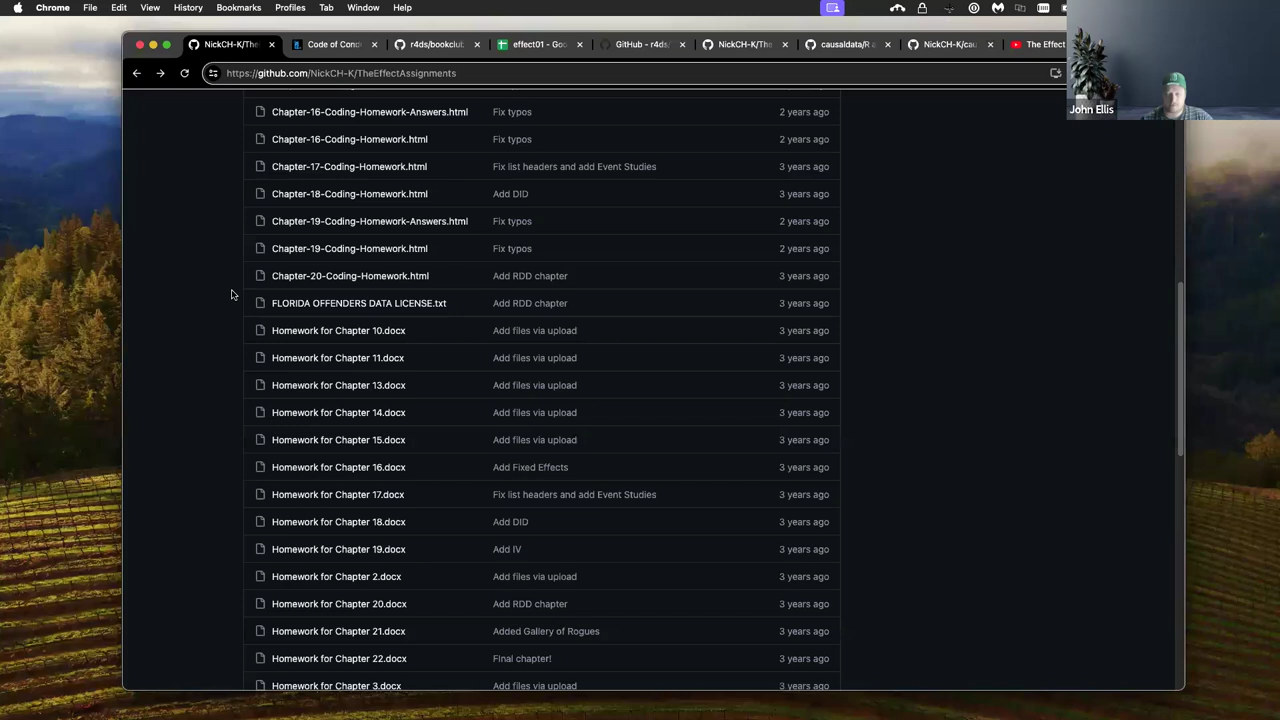 Chrome File Edit View History Bookmarks Profiles Tab Window Help
NickCH-K/The Code of Con r4ds/bookclu effect01 - Goo GitHub - r4ds/ NickCH-K/The causaldata/R a NickCH-K/cau The Effect
https://github.com/NickCH-K/TheEffectAssignments
John Ellis
Chapter-16-Coding-Homework-Answers.html Fix typos 2 years ago
Chapter-16-Coding-Homework.html Fix typos 2 years ago
Chapter-17-Coding-Homework.html Fix list headers and add Event Studies 3 years ago
Chapter-18-Coding-Homework.html Add DID 3 years ago
Chapter-19-Coding-Homework-Answers.html Fix typos 2 years ago
Chapter-19-Coding-Homework.html Fix typos 2 years ago
Chapter-20-Coding-Homework.html Add RDD chapter 3 years ago
FLORIDA OFFENDERS DATA LICENSE.txt Add RDD chapter 3 years ago
Homework for Chapter 10.docx Add files via upload 3 years ago
Homework for Chapter 11.docx Add files via upload 3 years ago
Homework for Chapter 13.docx Add files via upload 3 years ago
Homework for Chapter 14.docx Add files via upload 3 years ago
Homework for Chapter 15.docx Add files via upload 3 years ago
Homework for Chapter 16.docx Add Fixed Effects 3 years ago
Homework for Chapter 17.docx Fix list headers and add Event Studies 3 years ago
Homework for Chapter 18.docx Add DID 3 years ago
Homework for Chapter 19.docx Add IV 3 years ago
Homework for Chapter 2.docx Add files via upload 3 years ago
Homework for Chapter 20.docx Add RDD chapter 3 years ago
Homework for Chapter 21.docx Added Gallery of Rogues 3 years ago
Homework for Chapter 22.docx FInal chapter! 3 years ago
Homework for Chapter 3.docx Add files via upload 3 years ago